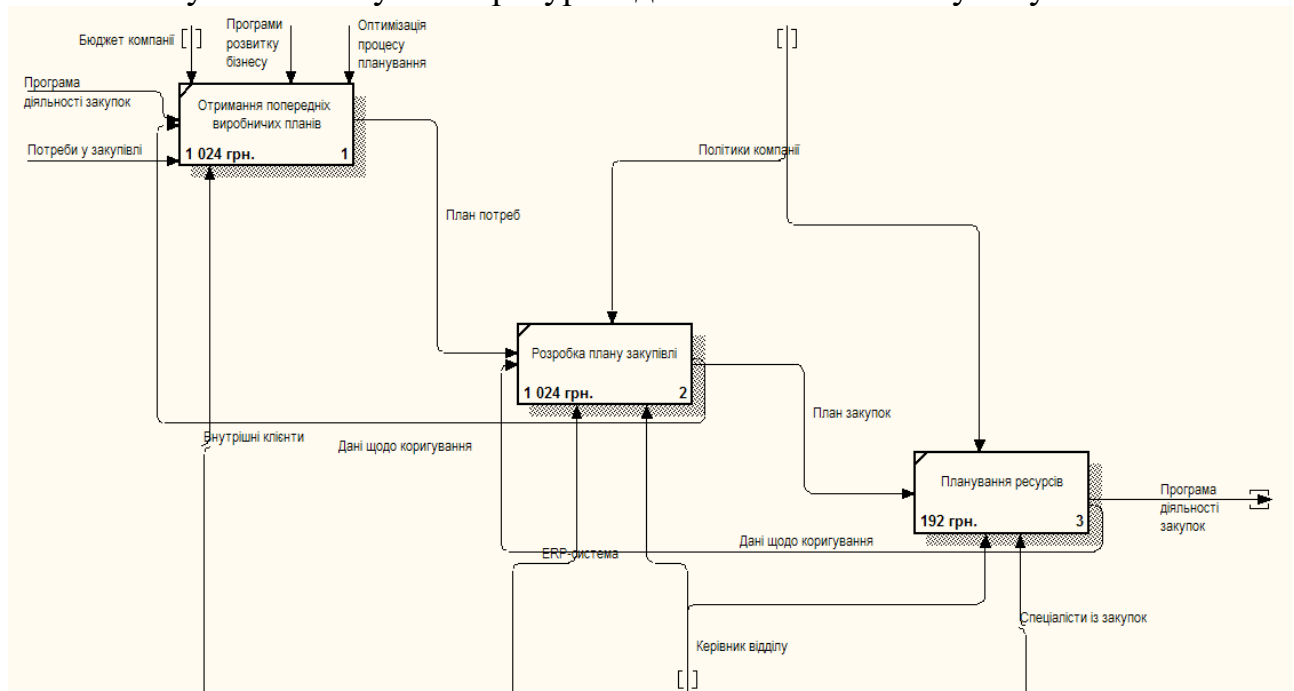 Бюджет компанії
Програми
розвитку
бізнесу
Оптимізація
процесу
планування
Програма
діяльності закупок
Потреби у закупівлі
Отримання попередніх
виробничих планів
1 024 грн.
1
Політики компанії
План потреб
Розробка плану закупівлі
1 024 грн.
2
План закупок
Внутрішні клієнти
Дані щодо коригування
Планування ресурсів
192 грн.
3
Програма
діяльності
закупок
Дані щодо коригування
ERP-система
Спеціалісти із закупок
Керівник відділу